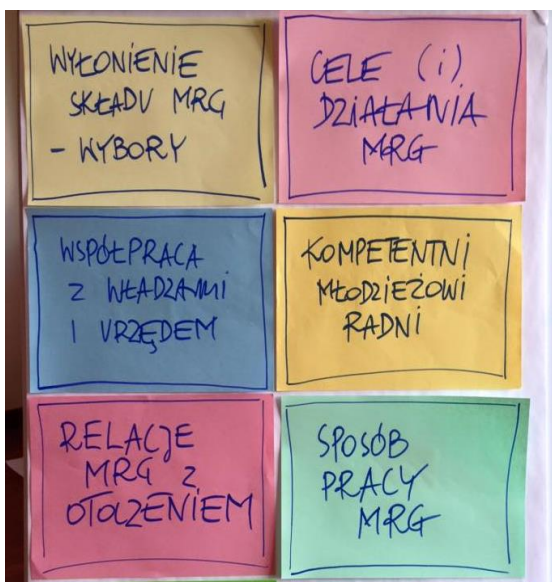 WYŁONIENIE
SKŁADU MRG
- WYBORY
CELE (i)
DZIAŁANIA
MRG
WSPÓŁPRACA
Z WŁADZAMI
I URZĘDEM
KOMPETENTNI
MŁODZIEŻOWI
RADNI
RELACJE
MRG Z
OTOCZENIEM
SPOSÓB
PRACY
MRG